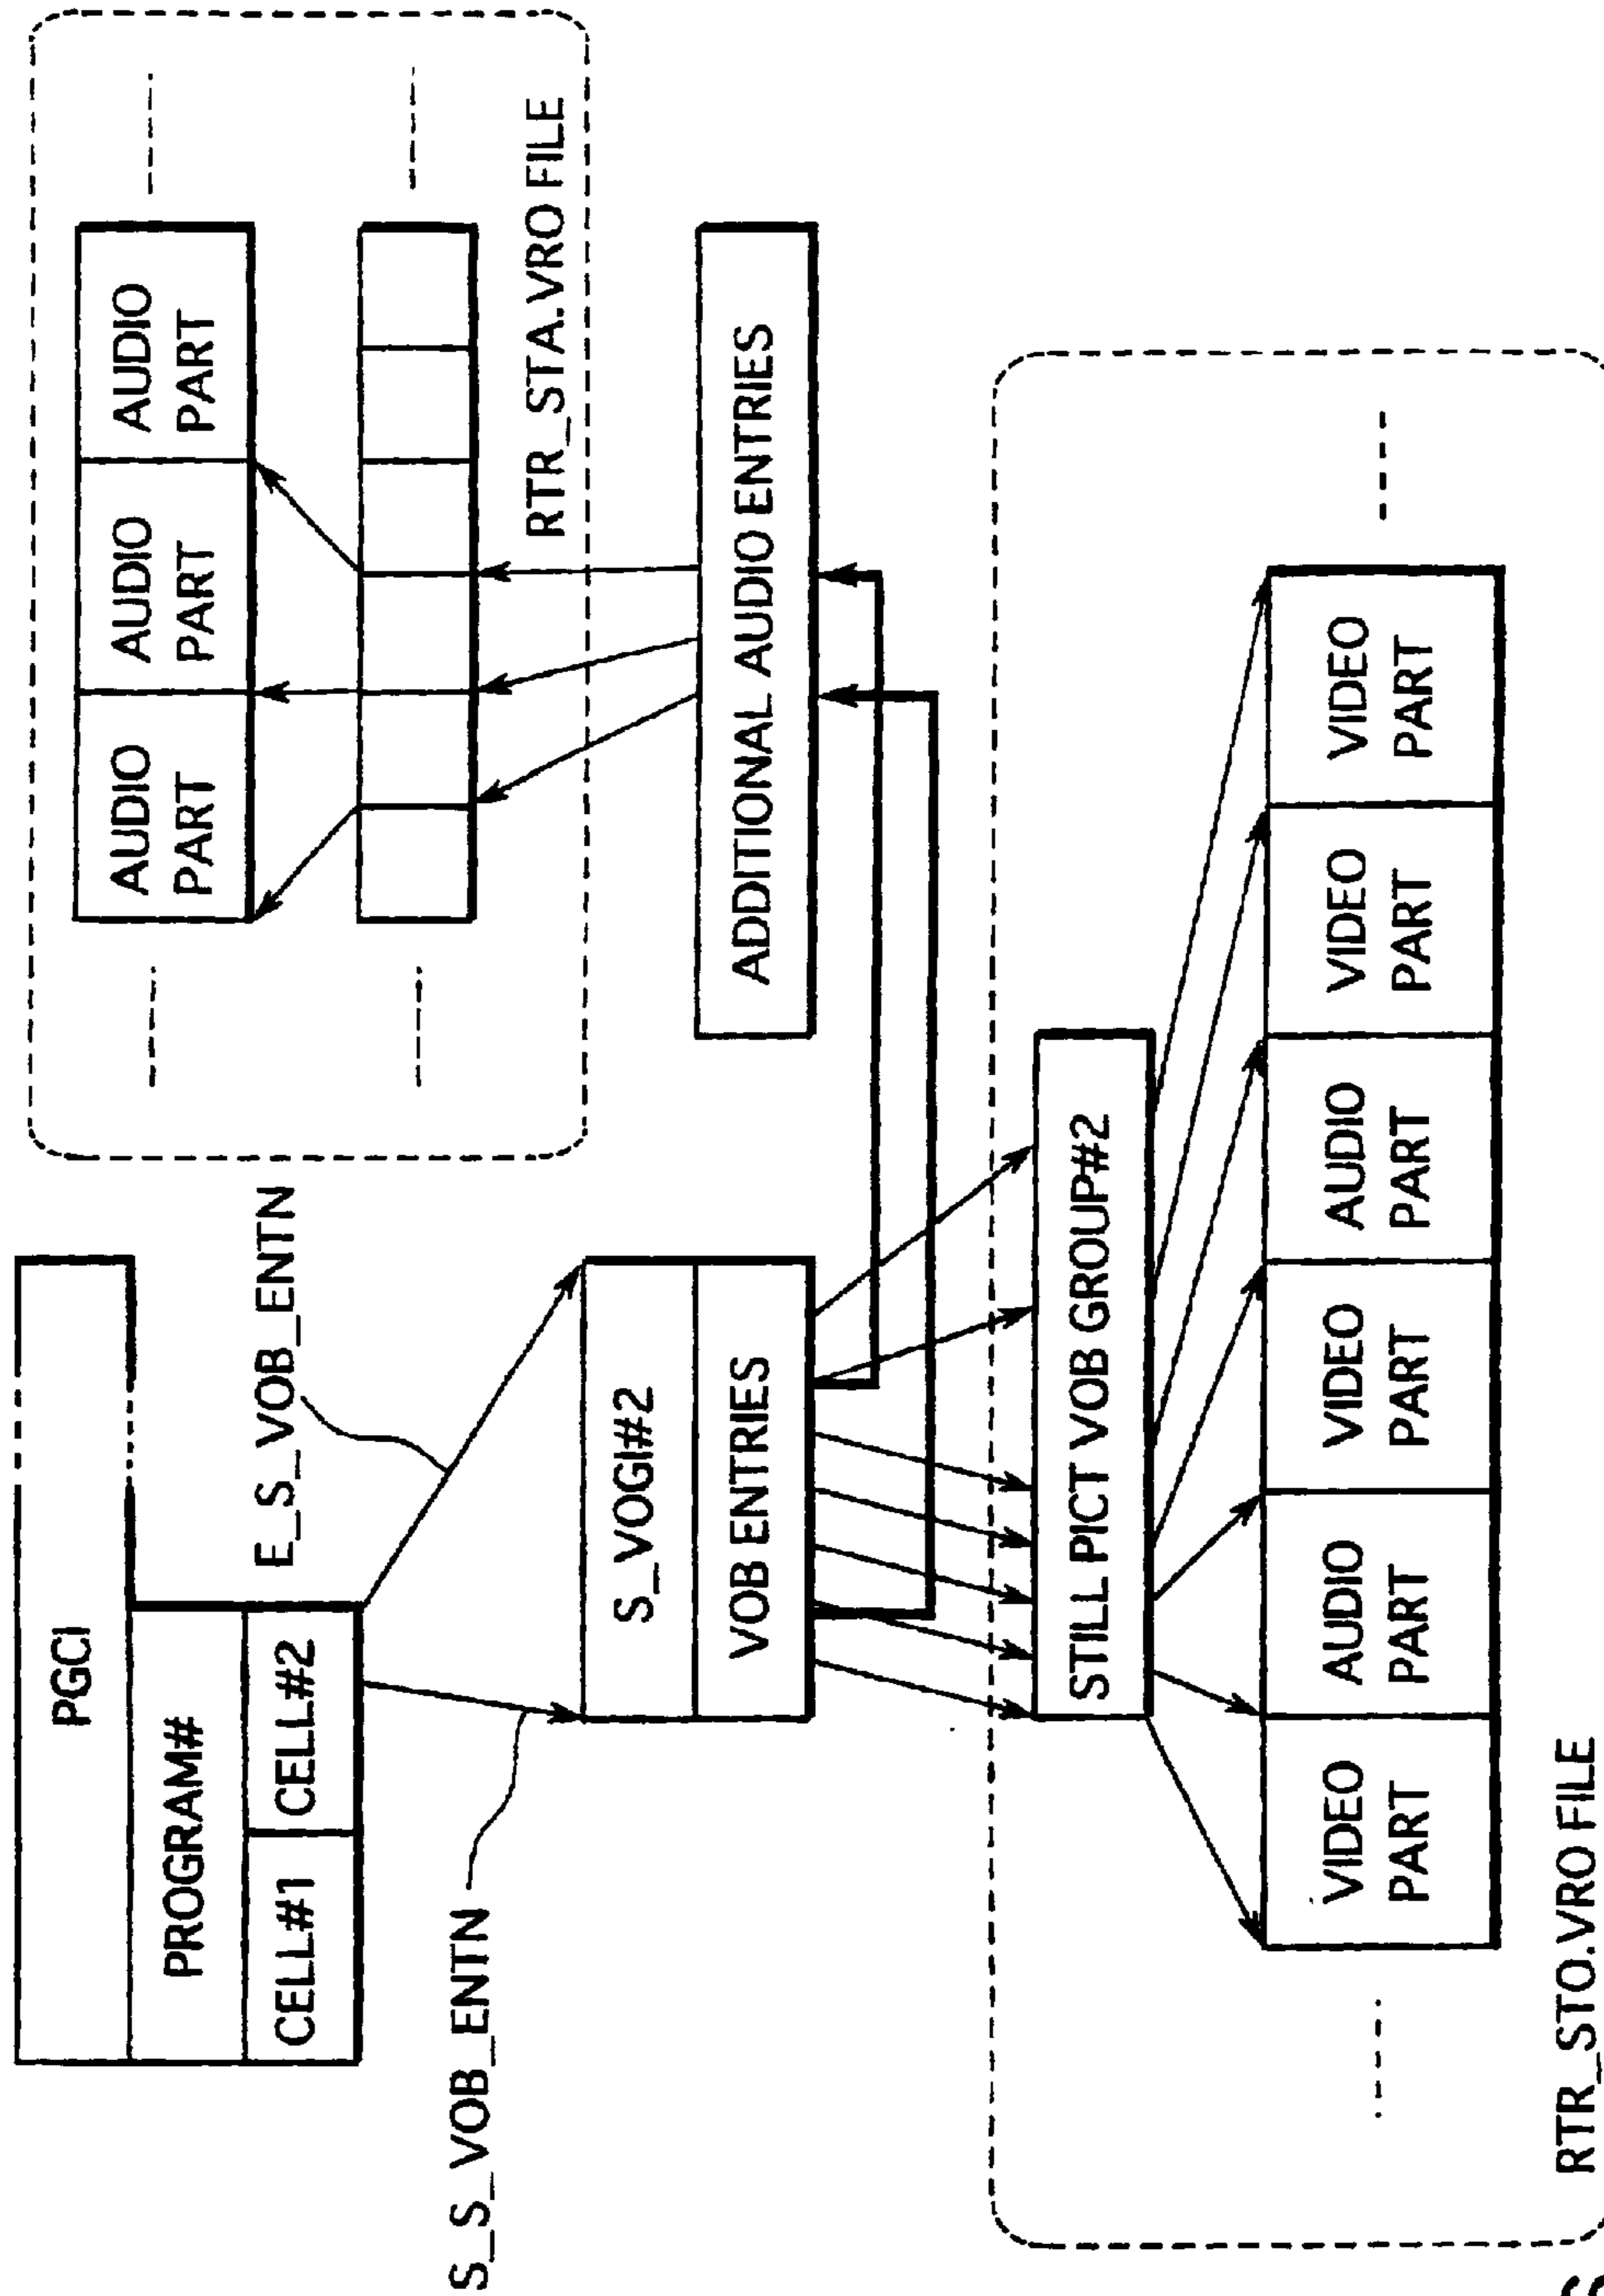 PGCI
PROGRAM#
CELL#1
CELL#2
E_S_VOB_ENTN
S_S_VOB_ENTN
S_VOGI#2
VOB ENTRIES
AUDIO
PART
AUDIO
PART
AUDIO
PART
RTR_STA.VRO FILE
ADDITIONAL AUDIO ENTRIES
STILL PICT VOB GROUP#2
VIDEO
PART
AUDIO
PART
VIDEO
PART
AUDIO
PART
VIDEO
PART
VIDEO
PART
RTR_STO.VRO FILE